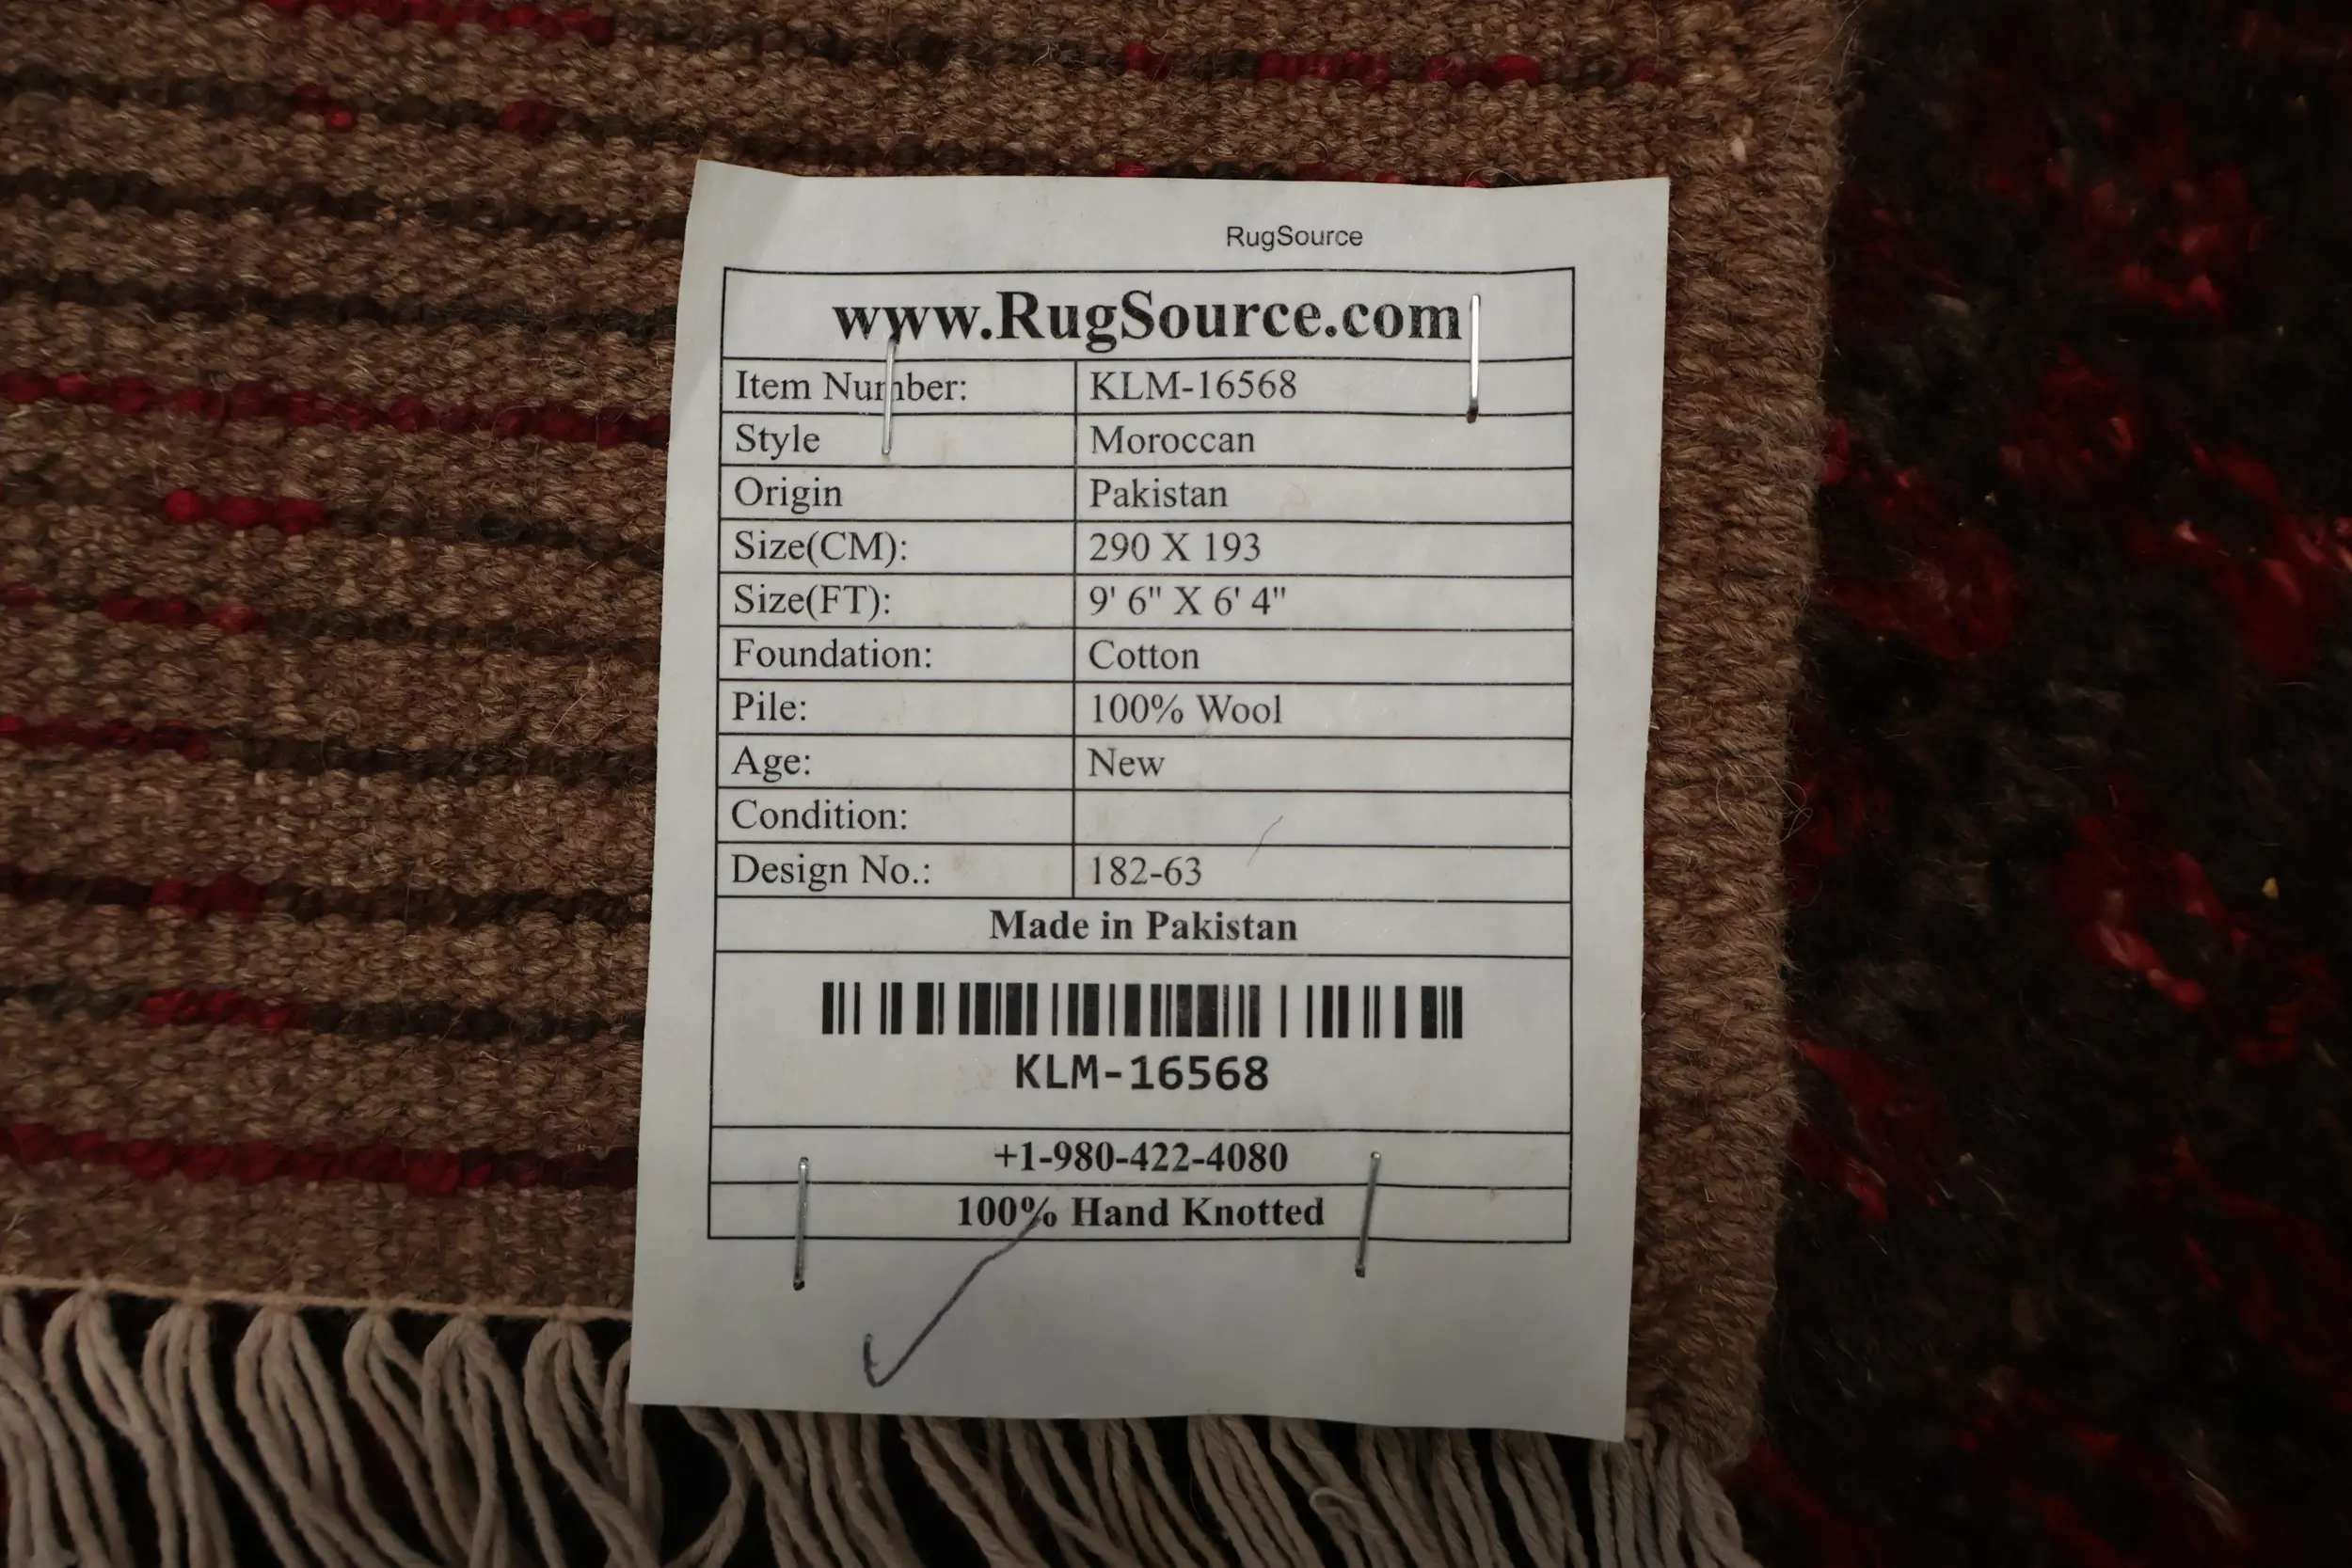 RugSource
www.RugSource.com
Item Number: KLM-16568
Style Moroccan
Origin Pakistan
Size(CM): 290 X 193
Size(FT): 9' 6" X 6' 4"
Foundation: Cotton
Pile: 100% Wool
Age: New
Condition:
Design No.: 182-63
Made in Pakistan
KLM-16568
+1-980-422-4080
100% Hand Knotted